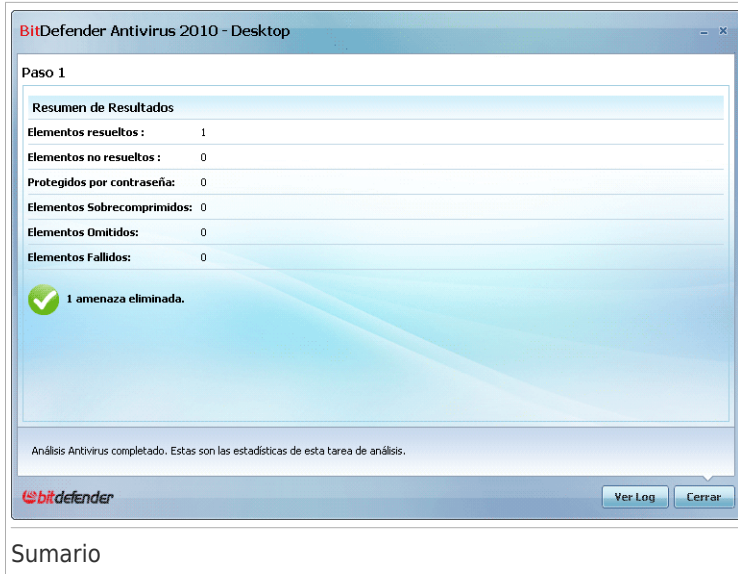 BitDefender Antivirus 2010 - Desktop
Paso 1
Resumen de Resultados
Elementos resueltos : 1
Elementos no resueltos : 0
Protegidos por contraseña: 0
Elementos Sobrecomprimidos: 0
Elementos Omitidos: 0
Elementos Fallidos: 0
1 amenaza eliminada.
Análisis Antivirus completado. Estas son las estadísticas de esta tarea de análisis.
bitdefender
Ver Log Cerrar
Sumario